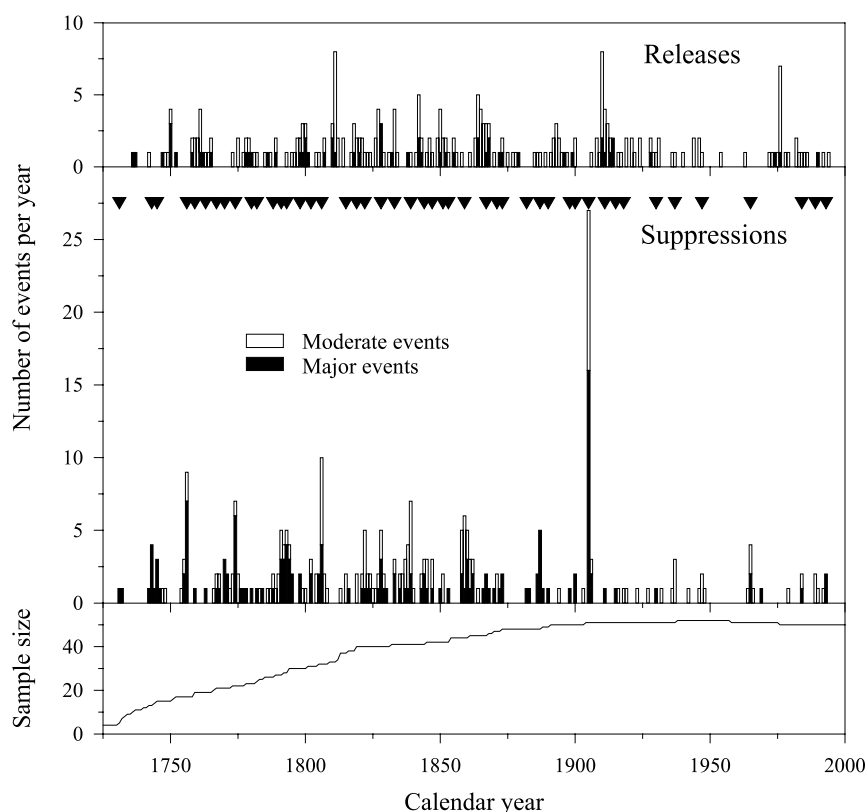 10
Releases
5
0
Suppressions
25
20
Moderate events
Major events
15
10
5
0
Number of events per year
40
20
0
Sample size
1750
1800
1850
1900
1950
2000
Calendar year